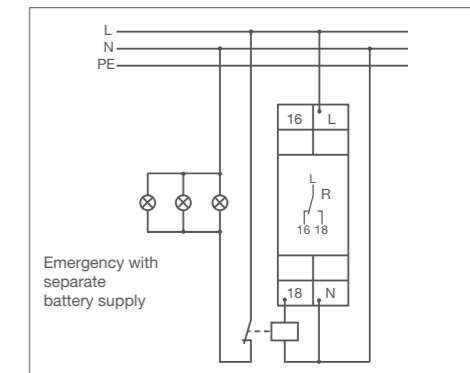 L
N
PE
16 L
L
R
16 18
Emergency with
separate
battery supply
18 N